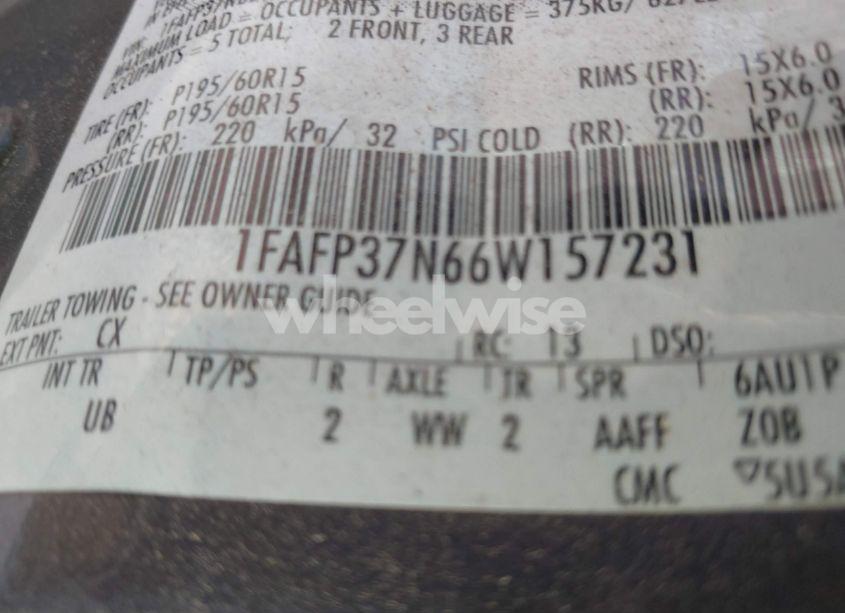 MAXIMUM LOAD = OCCUPANTS + LUGGAGE = 375KG/
OCCUPANTS = 5 TOTAL; 2 FRONT, 3 REAR
TIRE (FR): P195/60R15 RIMS (FR): 15X6.0
(RR): P195/60R15 (RR): 15X6.0
PRESSURE (FR): 220 kPa/ 32 PSI COLD (RR): 220 kPa/ 3
1FAFP37N66W157231
wheelwise
TRAILER TOWING - SEE OWNER GUIDE
EXT PNT: CX RC: 13 DSO:
INT TR TP/PS R AXLE TR SPR 6AU1P
UB 2 WW 2 AAFF ZOB
CMC